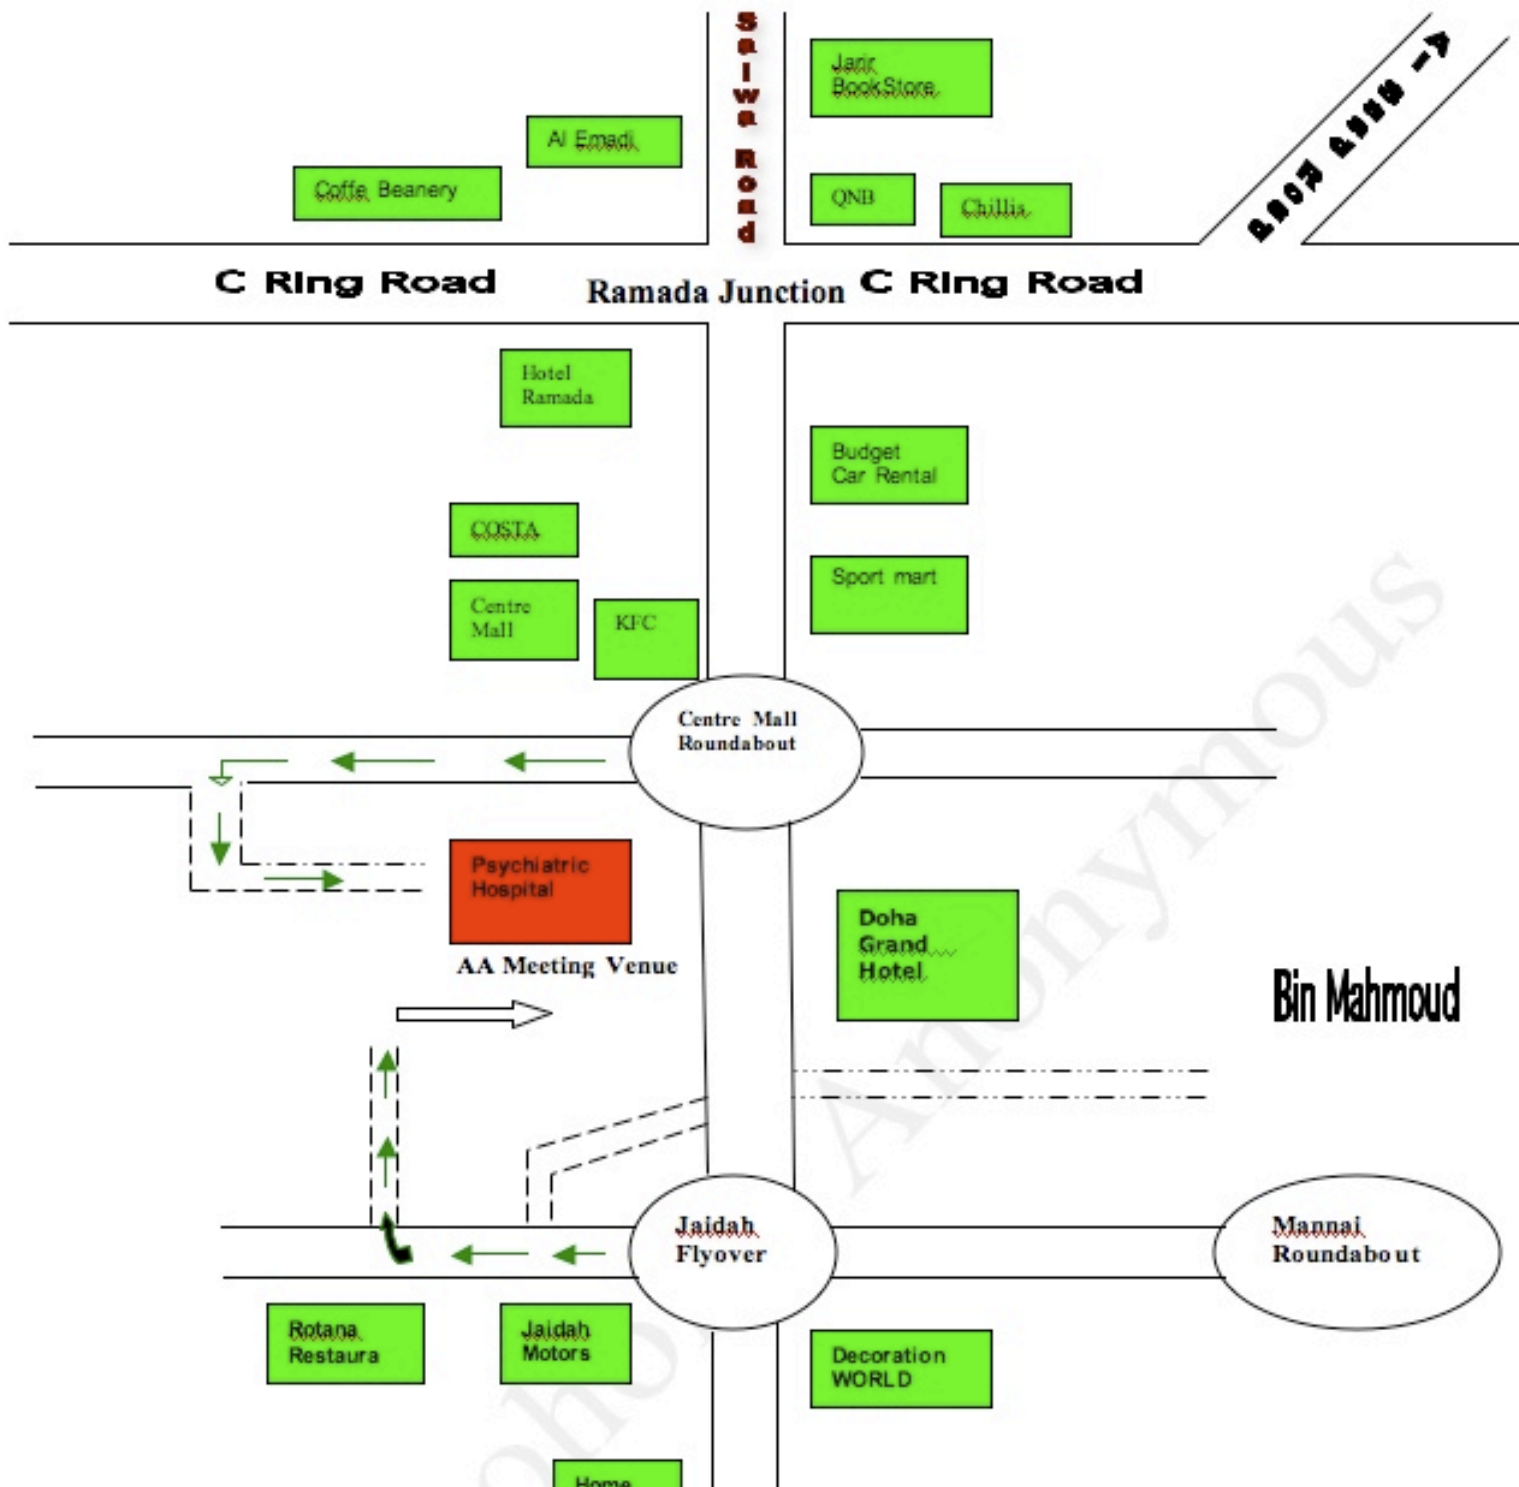 Salwa Road
Jarir
BookStore
Al Emadi
Coffe Beanery
QNB
Chillis
C Ring Road
Ramada Junction
C Ring Road
Hotel
Ramada
Budget
Car Rental
COSTA
Sport mart
Centre
Mall
KFC
Centre Mall
Roundabout
Psychiatric
Hospital
AA Meeting Venue
Doha
Grand
Hotel
Bin Mahmoud
Anonymous
Jaidah
Flyover
Mannai
Roundabout
Rotana
Restaura
Jaidah
Motors
Decoration
WORLD
Home